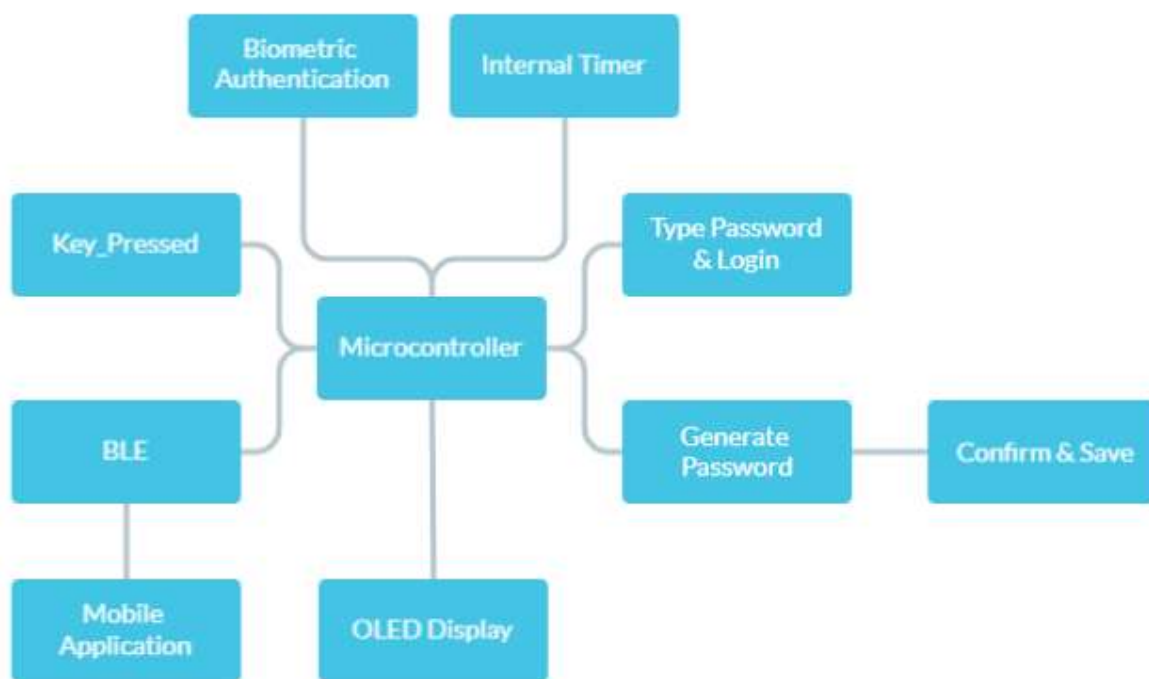 Biometric
Authentication
Internal Timer
Key_Pressed
Type Password
& Login
Microcontroller
BLE
Generate
Password
Confirm & Save
Mobile
Application
OLED Display